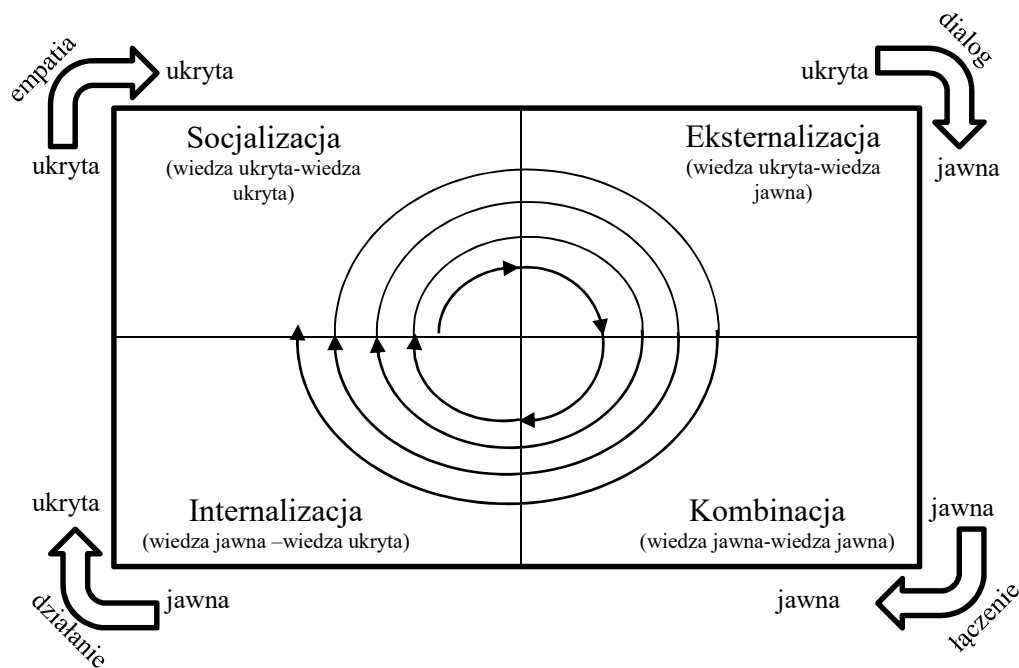 empatia
ukryta
ukryta
ukryta
dialog
jawna
Socjalizacja
(wiedza ukryta-wiedza
ukryta)
Eksternalizacja
(wiedza ukryta-wiedza
jawna)
Internalizacja
(wiedza jawna –wiedza ukryta)
Kombinacja
(wiedza jawna-wiedza jawna)
ukryta
działanie
jawna
jawna
jawna
łączenie